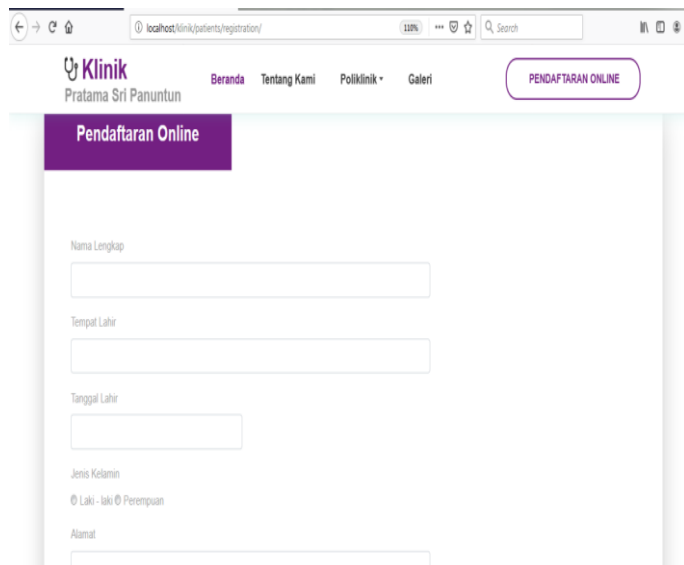 localhost/klinik/patients/registration/
110%
Search
Klinik
Pratama Sri Panuntun
Beranda
Tentang Kami
Poliklinik
Galeri
PENDAFTARAN ONLINE
Pendaftaran Online
Nama Lengkap
Tempat Lahir
Tanggal Lahir
Jenis Kelamin
Laki - laki Perempuan
Alamat